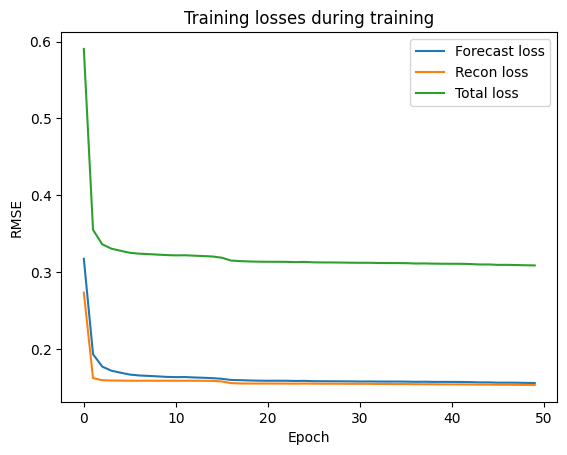 Training losses during training
RMSE
0.6
0.5
0.4
0.3
0.2
Forecast loss
Recon loss
Total loss
0
10
20
30
40
50
Epoch